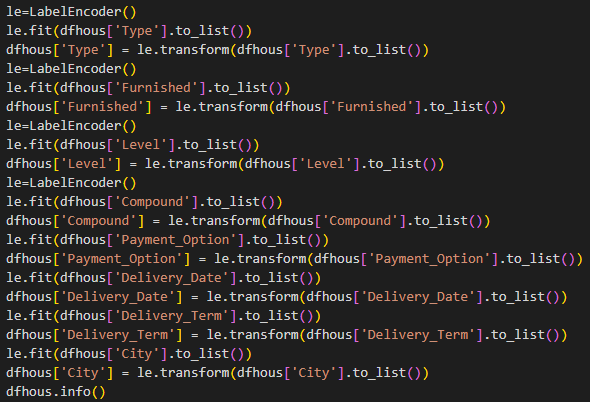 le=LabelEncoder()
le.fit(dfhous['Type'].to_list())
dfhous['Type'] = le.transform(dfhous['Type'].to_list())
le=LabelEncoder()
le.fit(dfhous['Furnished'].to_list())
dfhous['Furnished'] = le.transform(dfhous['Furnished'].to_list())
le=LabelEncoder()
le.fit(dfhous['Level'].to_list())
dfhous['Level'] = le.transform(dfhous['Level'].to_list())
le=LabelEncoder()
le.fit(dfhous['Compound'].to_list())
dfhous['Compound'] = le.transform(dfhous['Compound'].to_list())
le.fit(dfhous['Payment_Option'].to_list())
dfhous['Payment_Option'] = le.transform(dfhous['Payment_Option'].to_list())
le.fit(dfhous['Delivery_Date'].to_list())
dfhous['Delivery_Date'] = le.transform(dfhous['Delivery_Date'].to_list())
le.fit(dfhous['Delivery_Term'].to_list())
dfhous['Delivery_Term'] = le.transform(dfhous['Delivery_Term'].to_list())
le.fit(dfhous['City'].to_list())
dfhous['City'] = le.transform(dfhous['City'].to_list())
dfhous.info()